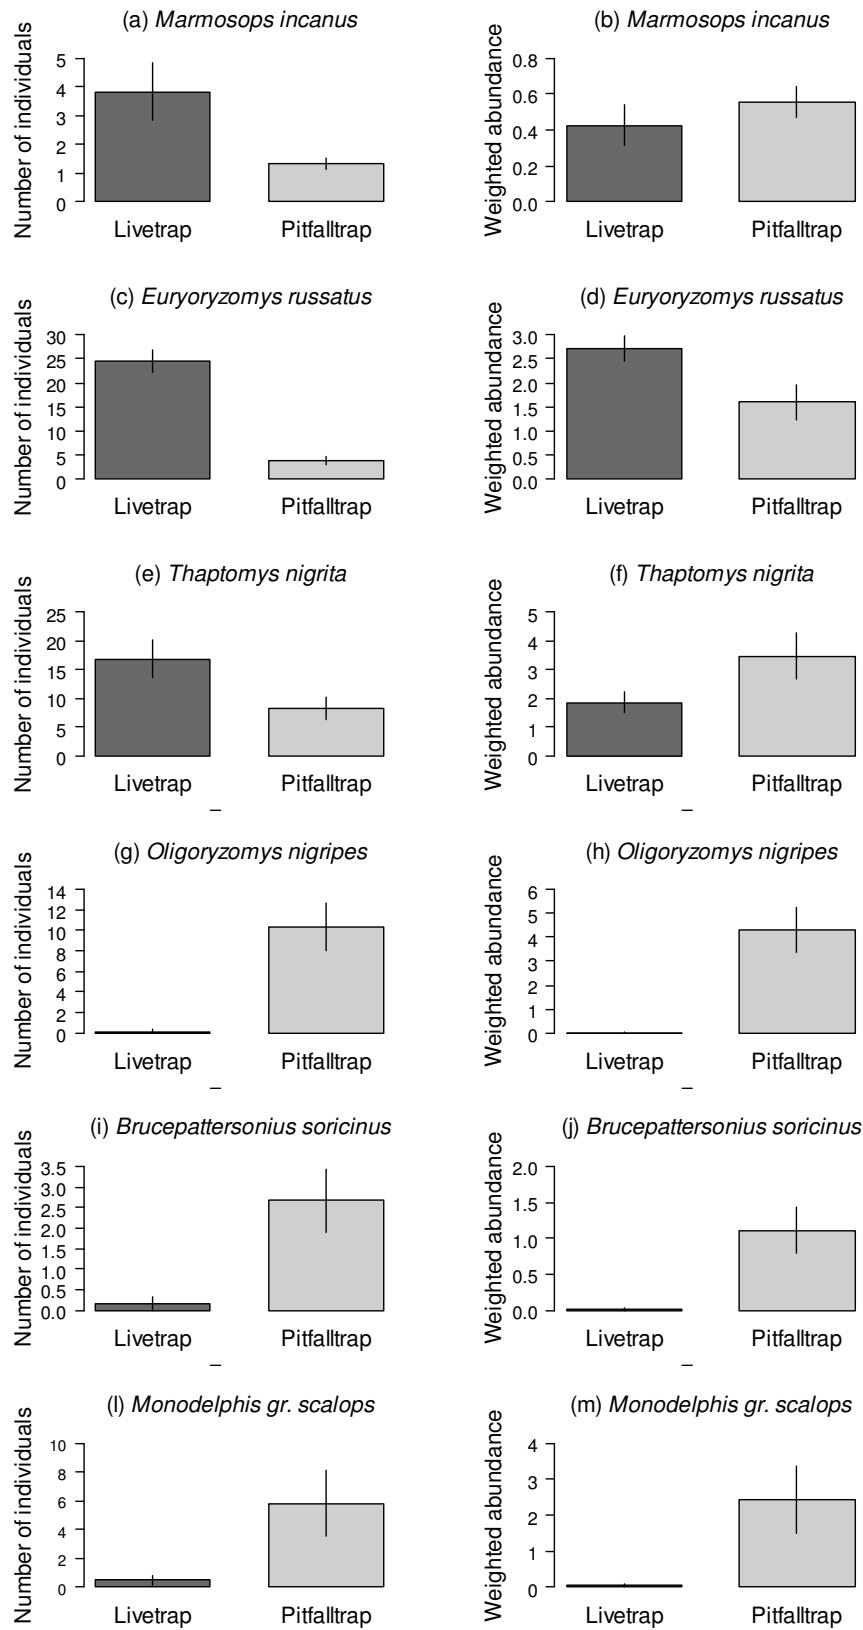 (a) Marmosops incanus
Number of individuals
5
4
3
2
1
0
Livetrap Pitfalltrap
(b) Marmosops incanus
Weighted abundance
0.8
0.6
0.4
0.2
0.0
Livetrap Pitfalltrap
(c) Euryoryzomys russatus
Number of individuals
30
25
20
15
10
5
0
Livetrap Pitfalltrap
(d) Euryoryzomys russatus
Weighted abundance
3.0
2.5
2.0
1.5
1.0
0.5
0.0
Livetrap Pitfalltrap
(e) Thaptomys nigrita
Number of individuals
25
20
15
10
5
0
Livetrap Pitfalltrap
(f) Thaptomys nigrita
Weighted abundance
5
4
3
2
1
0
Livetrap Pitfalltrap
(g) Oligoryzomys nigripes
Number of individuals
14
12
10
8
6
4
2
0
Livetrap Pitfalltrap
(h) Oligoryzomys nigripes
Weighted abundance
6
5
4
3
2
1
0
Livetrap Pitfalltrap
(i) Brucepattersonius soricinus
Number of individuals
3.5
3.0
2.5
2.0
1.5
1.0
0.5
0.0
Livetrap Pitfalltrap
(j) Brucepattersonius soricinus
Weighted abundance
2.0
1.5
1.0
0.5
0.0
Livetrap Pitfalltrap
(l) Monodelphis gr. scalops
Number of individuals
10
8
6
4
2
0
Livetrap Pitfalltrap
(m) Monodelphis gr. scalops
Weighted abundance
4
3
2
1
0
Livetrap Pitfalltrap